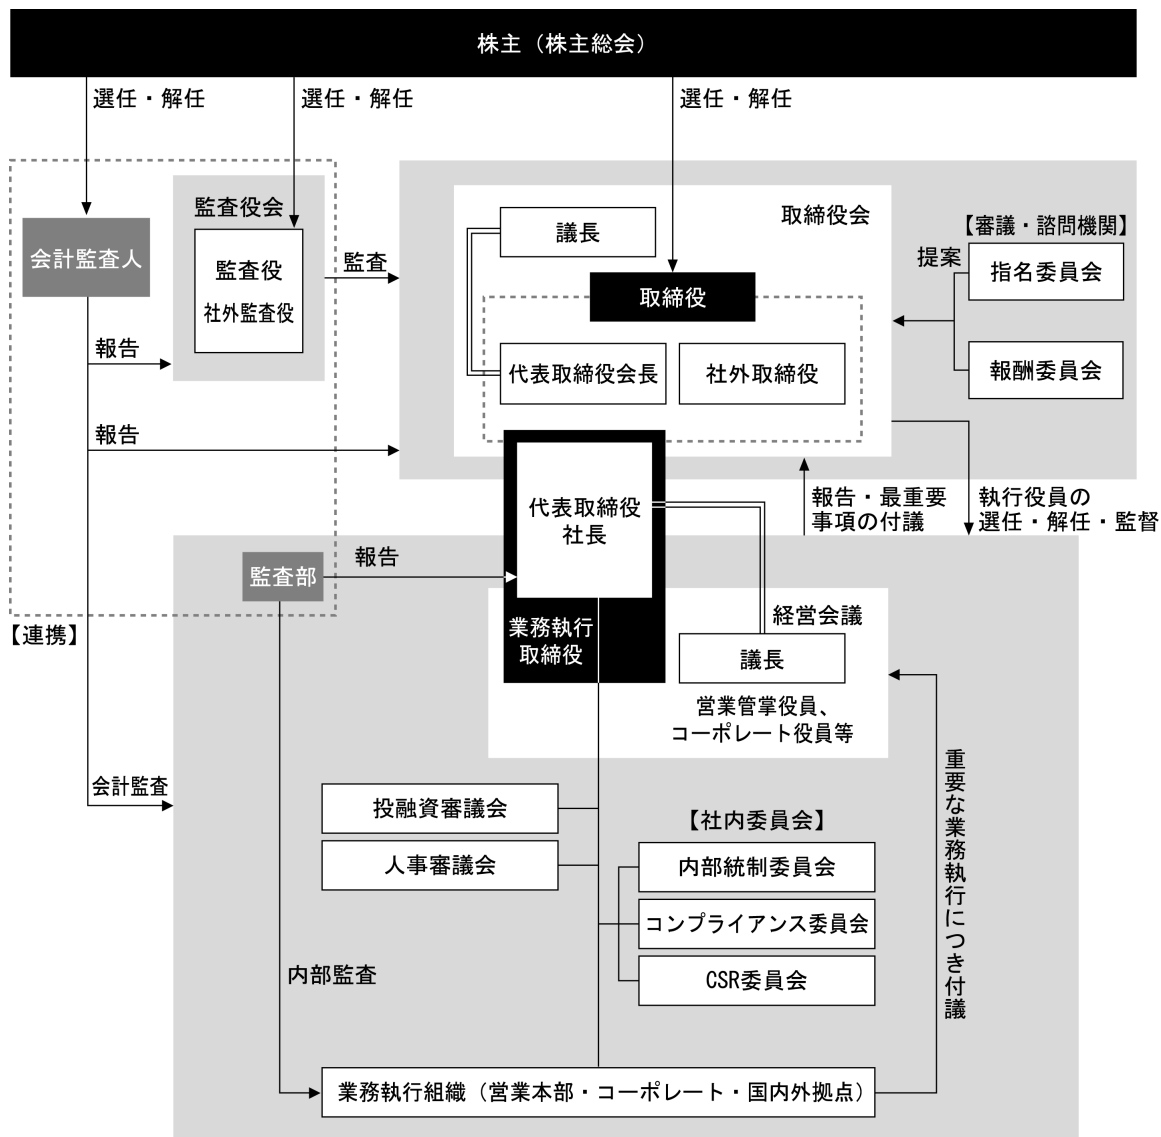 株主（株主総会）
選任・解任
選任・解任
選任・解任
監査役会
会計監査人
監査役
社外監査役
監査
報告
報告
取締役会
議長
取締役
代表取締役会長
社外取締役
【審議・諮問機関】
提案
指名委員会
報酬委員会
代表取締役
社長
報告・最重要
事項の付議
執行役員の
選任・解任・監督
監査部
報告
【連携】
業務執行
取締役
経営会議
議長
営業管掌役員、
コーポレート役員等
会計監査
投融資審議会
人事審議会
【社内委員会】
内部統制委員会
コンプライアンス委員会
CSR委員会
重要な業務執行につき付議
内部監査
業務執行組織（営業本部・コーポレート・国内外拠点）